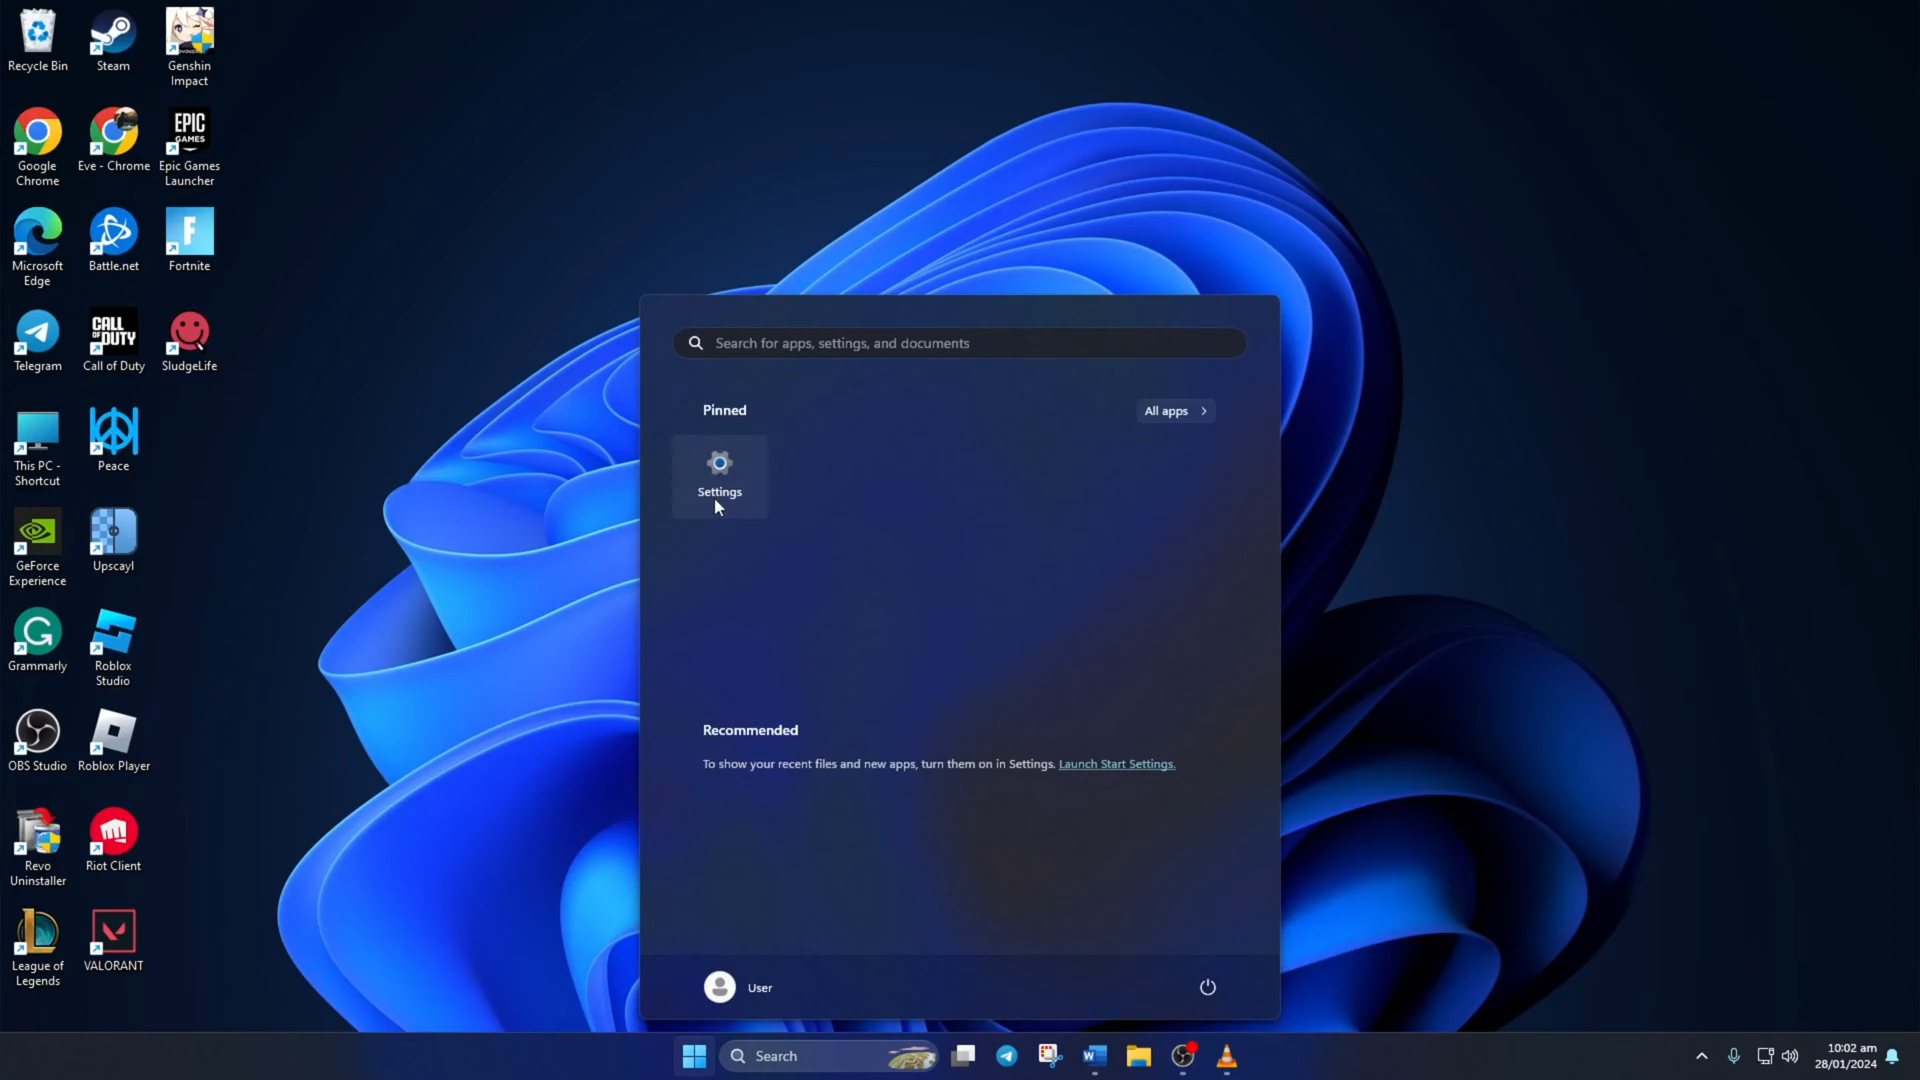 Recycle Bin
Steam
Genshin
Impact
Google
Chrome
Eve - Chrome
EPIC
GAMES
Epic Games
Launcher
Microsoft
Edge
Battle.net
F
Fortnite
Telegram
CALL
OF DUTY
Call of Duty
SludgeLife
This PC -
Shortcut
Peace
GeForce
Experience
Upscayl
G
Grammarly
Roblox
Studio
OBS Studio
Roblox Player
Revo
Uninstaller
Riot Client
L
League of
Legends
VALORANT
Search for apps, settings, and documents
Pinned
All apps
Settings
Recommended
To show your recent files and new apps, turn them on in Settings. Launch Start Settings.
User
Search
W
10:02 am
28/01/2024